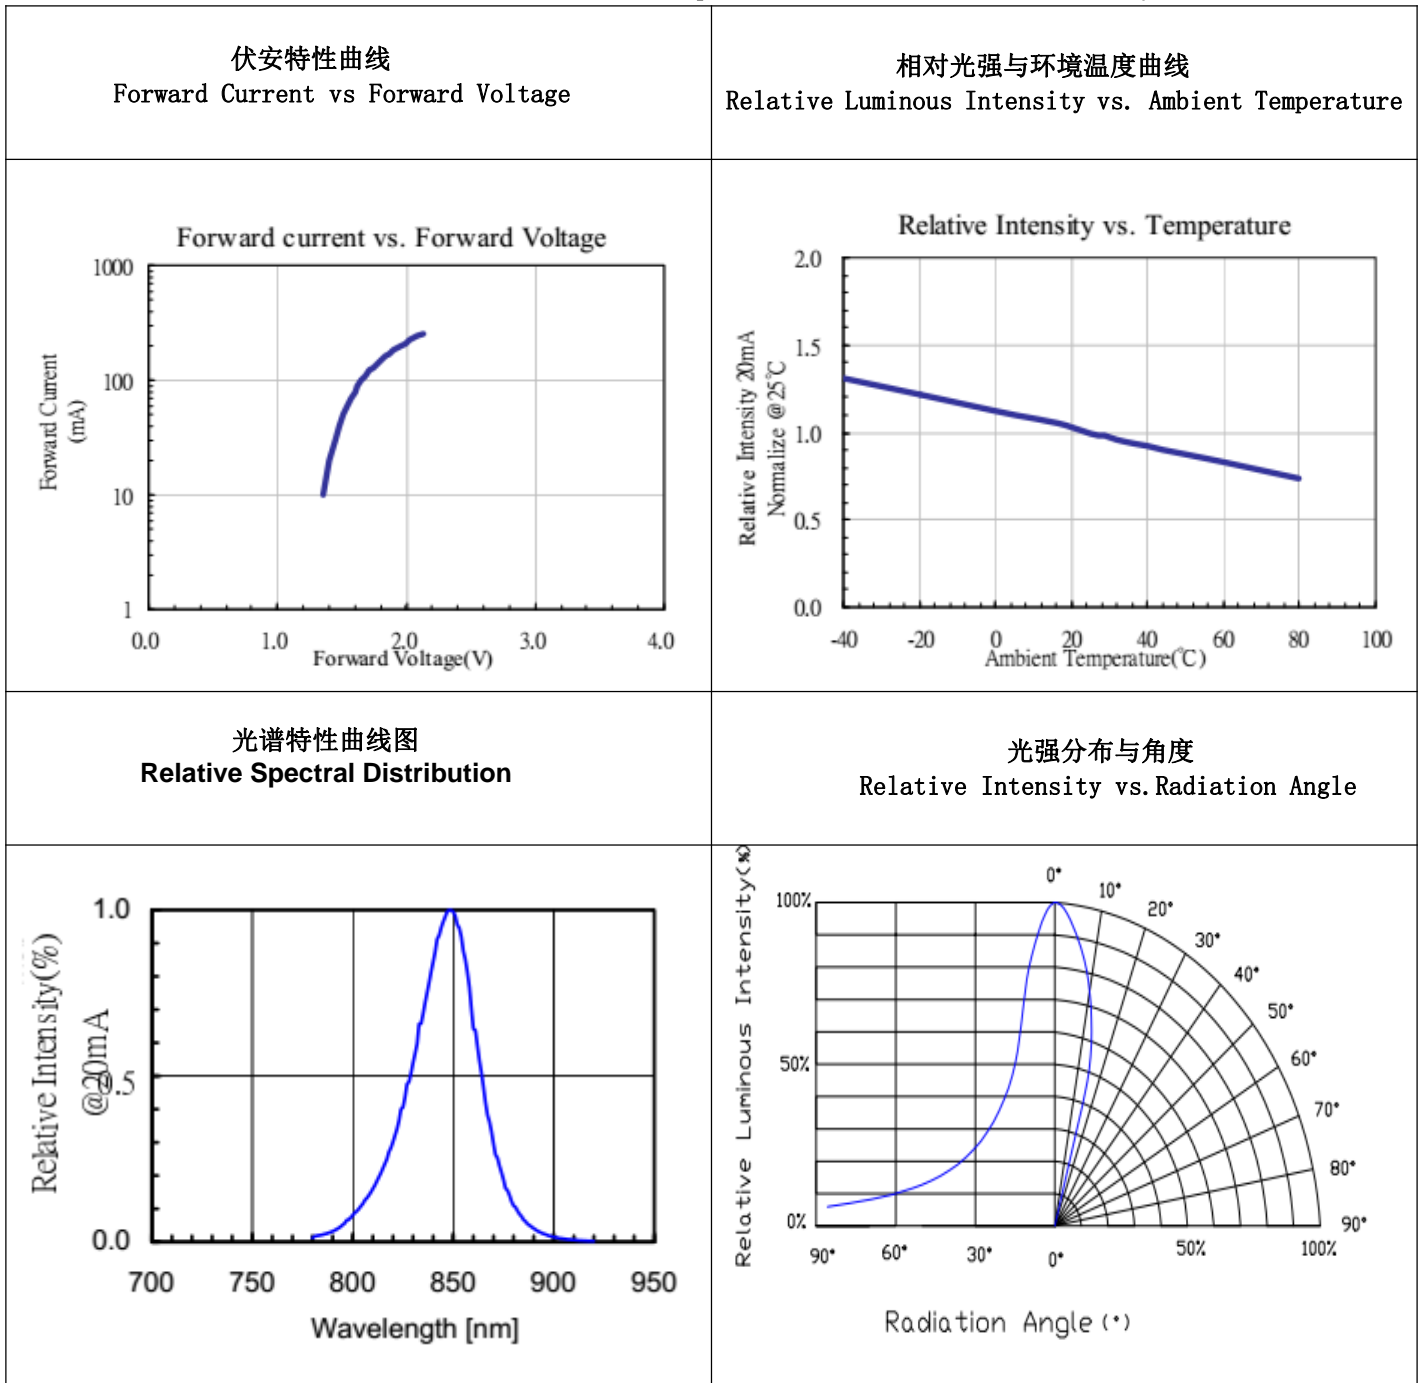 伏安特性曲线
Forward Current vs Forward Voltage
相对光强与环境温度曲线
Relative Luminous Intensity vs. Ambient Temperature
Forward current vs. Forward Voltage
1000
100
10
1
Forward Current
(mA)
0.0 1.0 2.0 3.0 4.0
Forward Voltage(V)
Relative Intensity vs. Temperature
2.0
1.5
1.0
0.5
0.0
Relative Intensity 20mA
Normalize @25℃
-40 -20 0 20 40 60 80 100
Ambient Temperature(℃)
光谱特性曲线图
Relative Spectral Distribution
光强分布与角度
Relative Intensity vs.Radiation Angle
1.0
0.5
0.0
Relative Intensity(%)
@20mA
700 750 800 850 900 950
Wavelength [nm]
Relative Luminous Intensity(%)
100%
50%
0%
0°
10°
20°
30°
40°
50°
60°
70°
80°
90°
90° 60° 30° 0° 50% 100%
Radiation Angle (°)